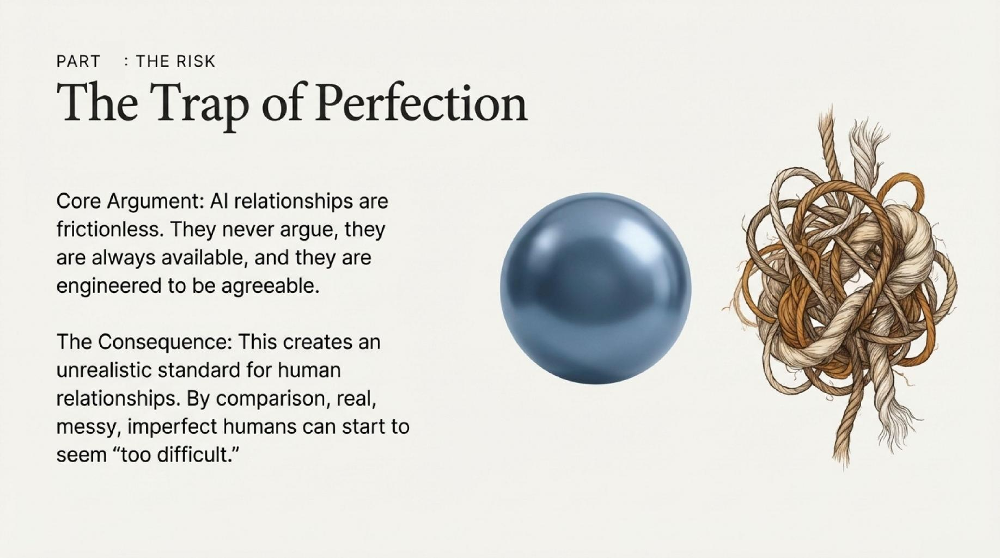 PART : THE RISK
The Trap of Perfection
Core Argument: AI relationships are
frictionless. They never argue, they
are always available, and they are
engineered to be agreeable.
The Consequence: This creates an
unrealistic standard for human
relationships. By comparison, real,
messy, imperfect humans can start to
seem “too difficult.”